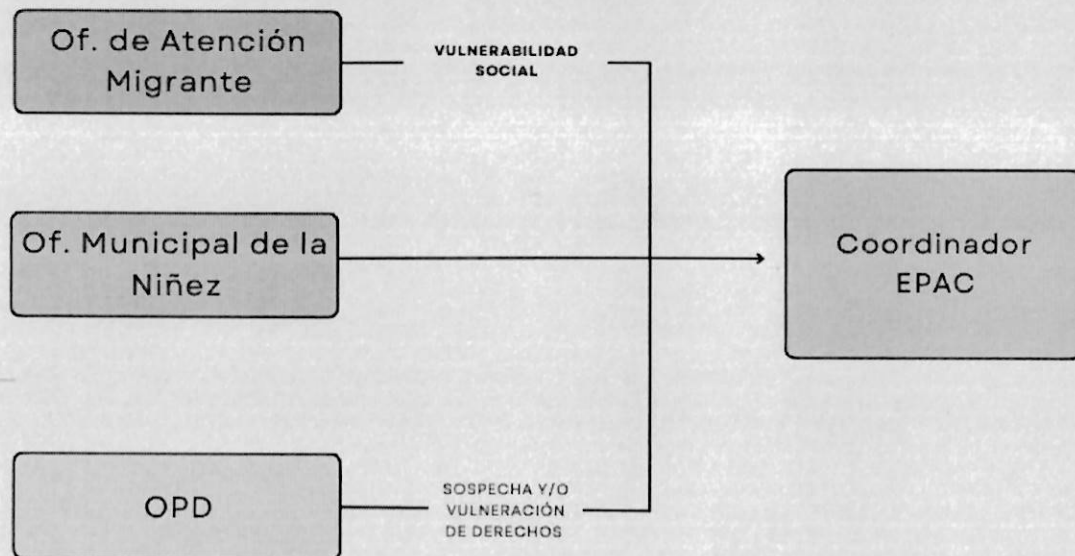 Of. de Atención
Migrante
VULNERABILIDAD
SOCIAL
Of. Municipal de la
Niñez
Coordinador
EPAC
OPD
SOSPECHA Y/O
VULNERACIÓN
DE DERECHOS